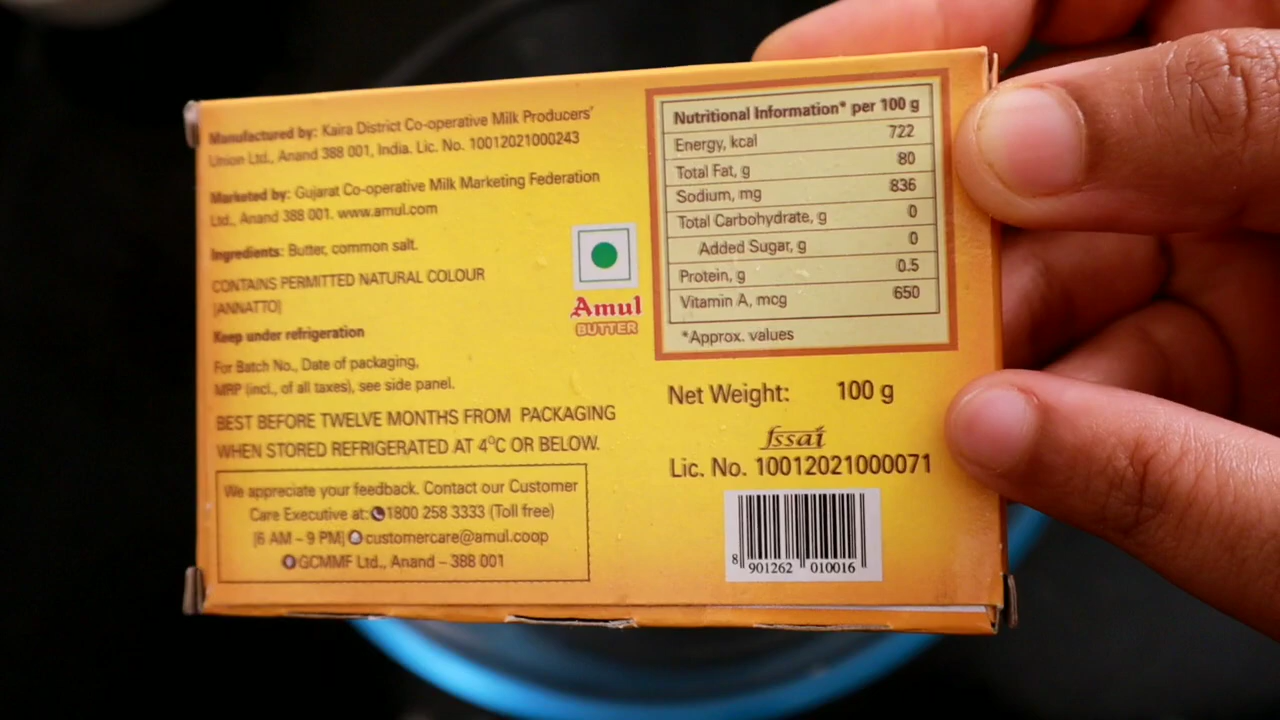 Manufactured by: Kaira District Co-operative Milk Producers'
Union Ltd., Anand 388 001, India. Lic. No. 10012021000243
Marketed by: Gujarat Co-operative Milk Marketing Federation
Ltd., Anand 388 001. www.amul.com
Ingredients: Butter, common salt.
CONTAINS PERMITTED NATURAL COLOUR
(ANNATTO)
Keep under refrigeration
For Batch No., Date of packaging,
MRP (incl., of all taxes), see side panel.
BEST BEFORE TWELVE MONTHS FROM PACKAGING
WHEN STORED REFRIGERATED AT 4°C OR BELOW.
We appreciate your feedback. Contact our Customer
Care Executive at: 1800 258 3333 (Toll free)
(6 AM – 9 PM) customercare@amul.coop
GCMMF Ltd., Anand – 388 001
Amul
BUTTER
Nutritional Information* per 100 g
Energy, kcal 722
Total Fat, g 80
Sodium, mg 836
Total Carbohydrate, g 0
Added Sugar, g 0
Protein, g 0.5
Vitamin A, mcg 650
*Approx. values
Net Weight: 100 g
fssai
Lic. No. 10012021000071
8 901262 010016